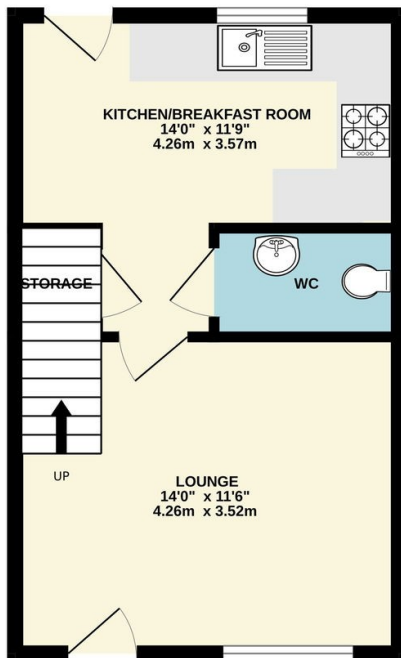 KITCHEN/BREAKFAST ROOM
14'0" x 11'9"
4.26m x 3.57m
STORAGE
WC
UP
LOUNGE
14'0" x 11'6"
4.26m x 3.52m